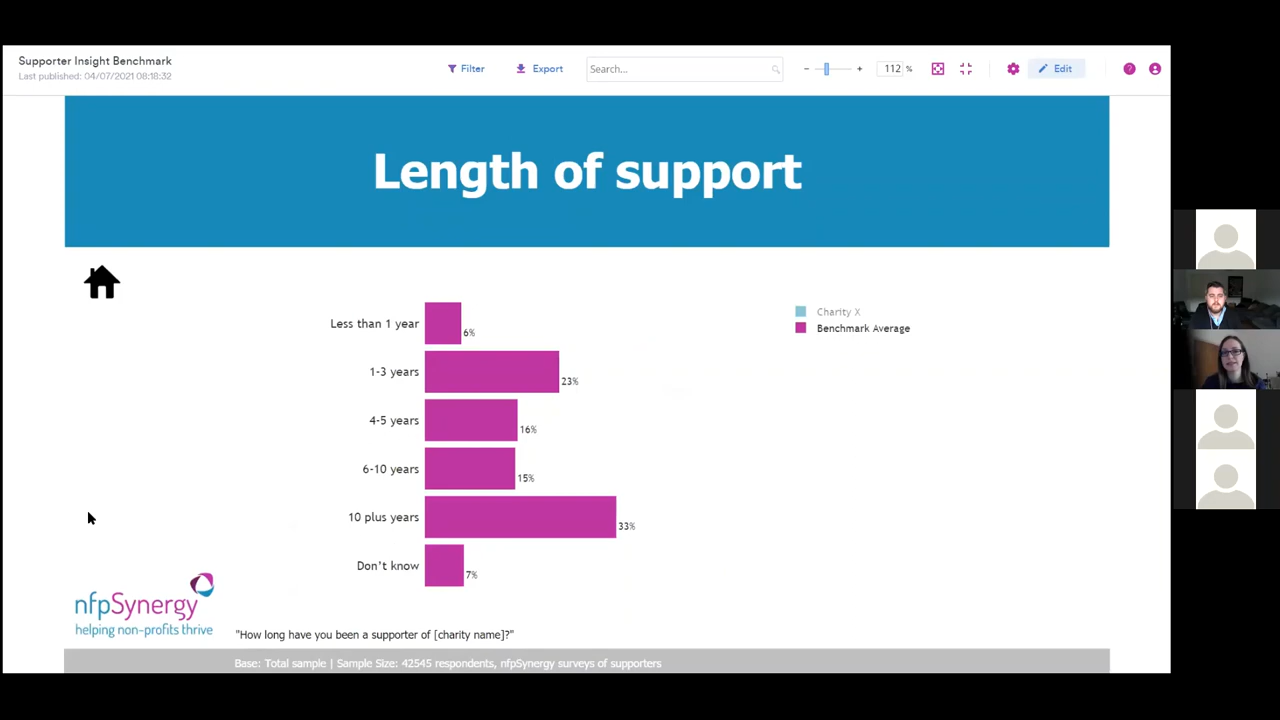 Supporter Insight Benchmark
Last published: 04/07/2021 08:18:32
Filter
Export
Search...
112 %
Edit
Length of support
Less than 1 year
6%
1-3 years
23%
4-5 years
16%
6-10 years
15%
10 plus years
33%
Don't know
7%
Charity X
Benchmark Average
nfpSynergy
helping non-profits thrive
"How long have you been a supporter of [charity name]?"
Base: Total sample | Sample Size: 42545 respondents, nfpSynergy surveys of supporters